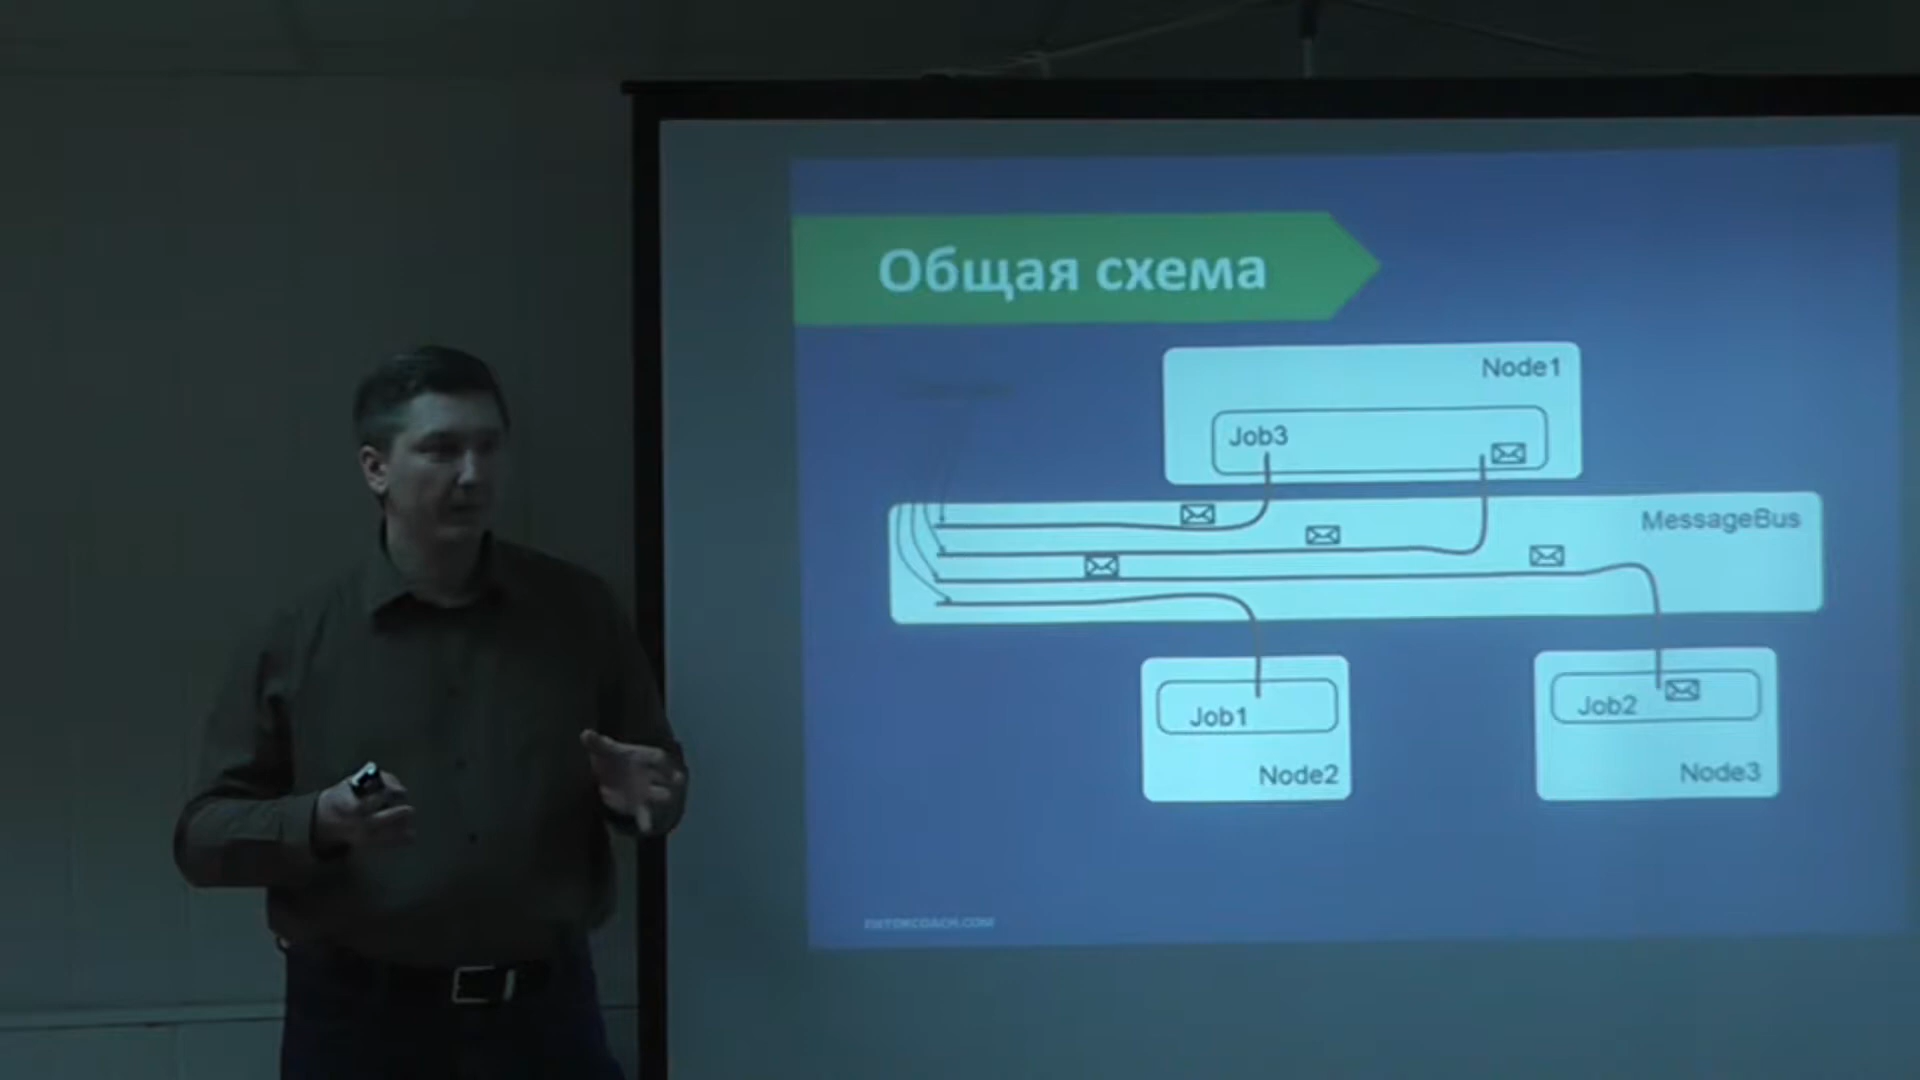 Общая схема
Node1
Job3
MessageBus
Job1
Node2
Job2
Node3